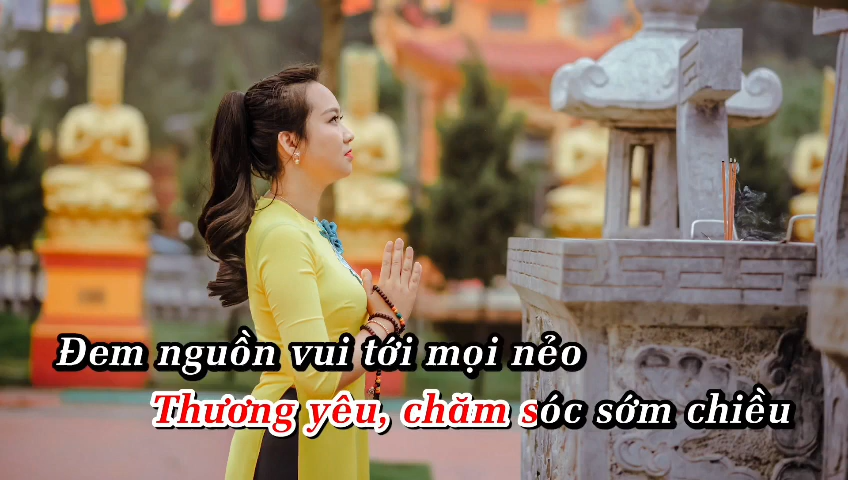 Đem nguồn vui tới mọi nẻo
Thương yêu, chăm sóc sớm chiều